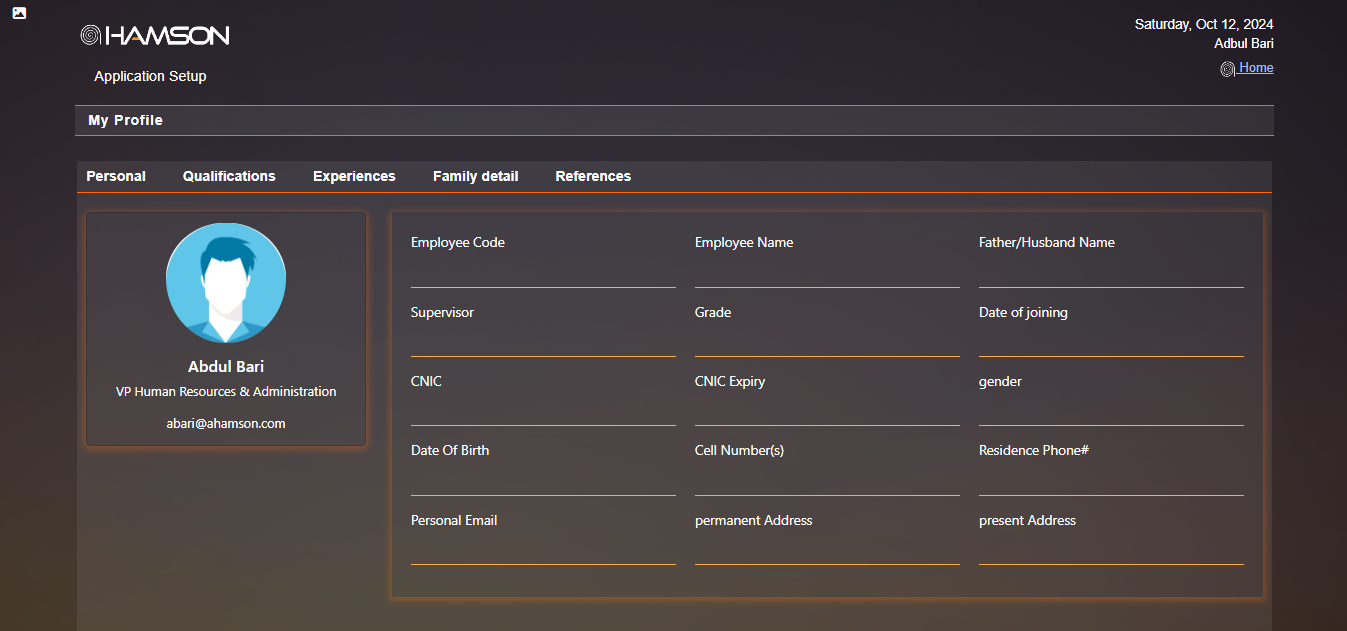 HAMSON
Saturday, Oct 12, 2024
Adbul Bari
Home
Application Setup
My Profile
Personal Qualifications Experiences Family detail References
Abdul Bari
VP Human Resources & Administration
abari@ahamson.com
Employee Code Employee Name Father/Husband Name
Supervisor Grade Date of joining
CNIC CNIC Expiry gender
Date Of Birth Cell Number(s) Residence Phone#
Personal Email permanent Address present Address